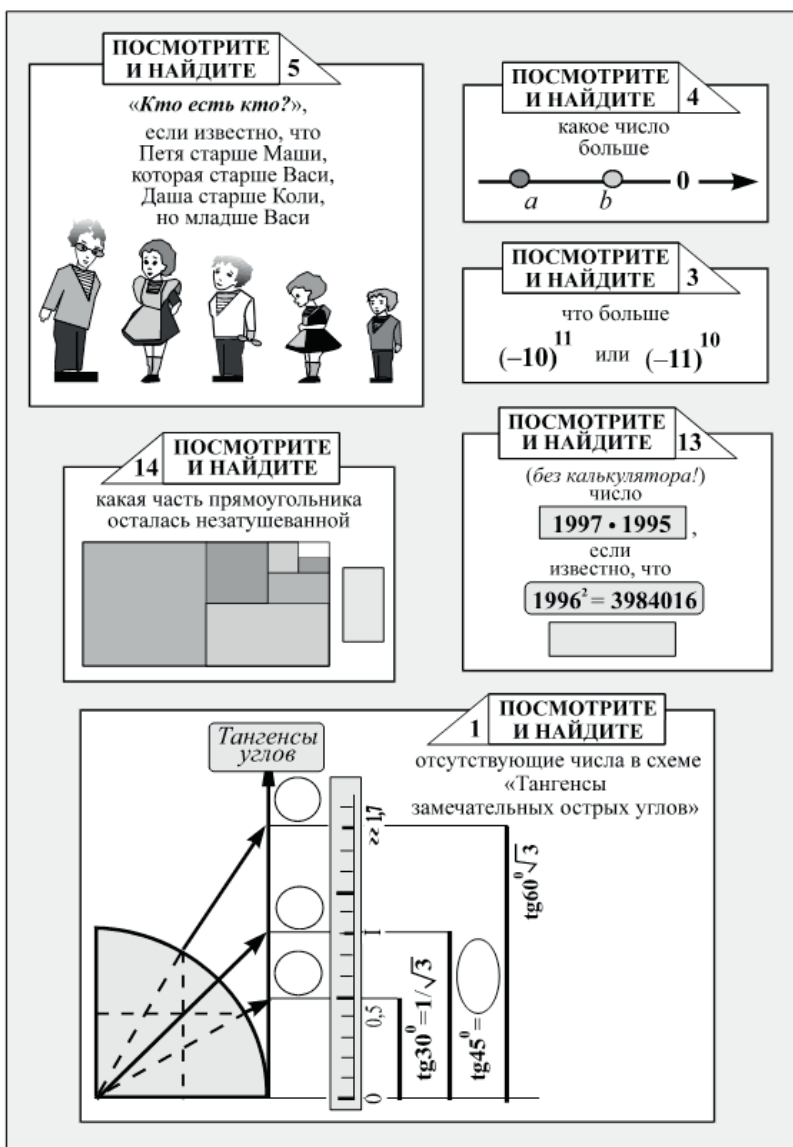 ПОСМОТРИТЕ
И НАЙДИТЕ
5
«Кто есть кто?»,
если известно, что
Петя старше Маши,
которая старше Васи,
Даша старше Коли,
но младше Васи
ПОСМОТРИТЕ
И НАЙДИТЕ
4
какое число
больше
a b 0
ПОСМОТРИТЕ
И НАЙДИТЕ
3
что больше
(–10)¹¹ или (–11)¹⁰
14
ПОСМОТРИТЕ
И НАЙДИТЕ
какая часть прямоугольника
осталась незатушеванной
ПОСМОТРИТЕ
И НАЙДИТЕ
13
(без калькулятора!)
число
1997 • 1995 ,
если
известно, что
1996² = 3984016
1
ПОСМОТРИТЕ
И НАЙДИТЕ
отсутствующие числа в схеме
«Тангенсы
замечательных острых углов»
Тангенсы
углов
≈ 1,7
1
0,5
0
tg30⁰=1/√3
tg45⁰=
tg60⁰√3